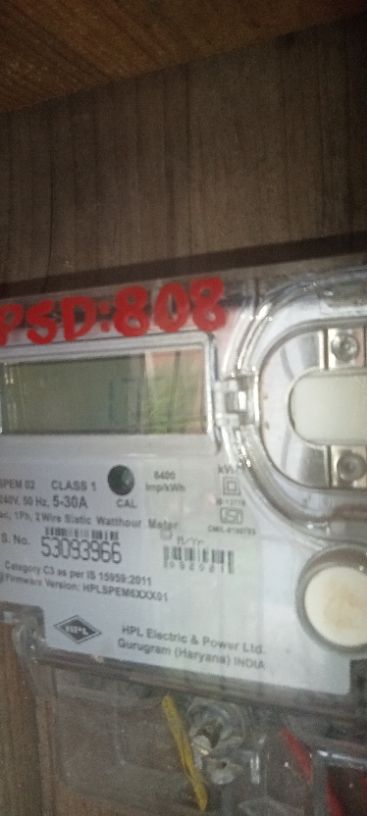 PSD:808
SPEM 02 CLASS 1
240V, 50 Hz, 5-30A
CAL
6400
imp/kWh
ac, 1Ph, 2Wire Static Watthour Meter
S. No. 53093966
Category C3 as per IS 15959:2011
Firmware Version: HPLSPEM6XXX01
HPL
HPL Electric & Power Ltd.
Gurugram (Haryana) INDIA